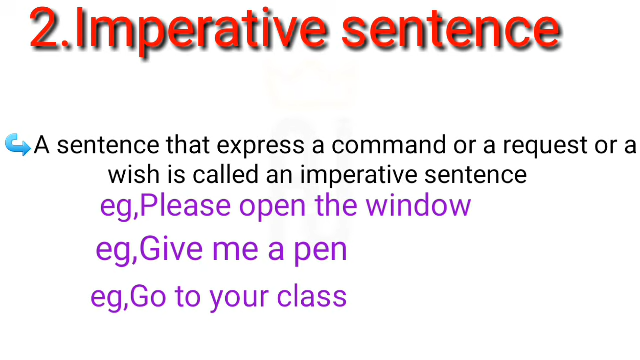 2.Imperative sentence
A sentence that express a command or a request or a
wish is called an imperative sentence
eg,Please open the window
eg,Give me a pen
eg,Go to your class